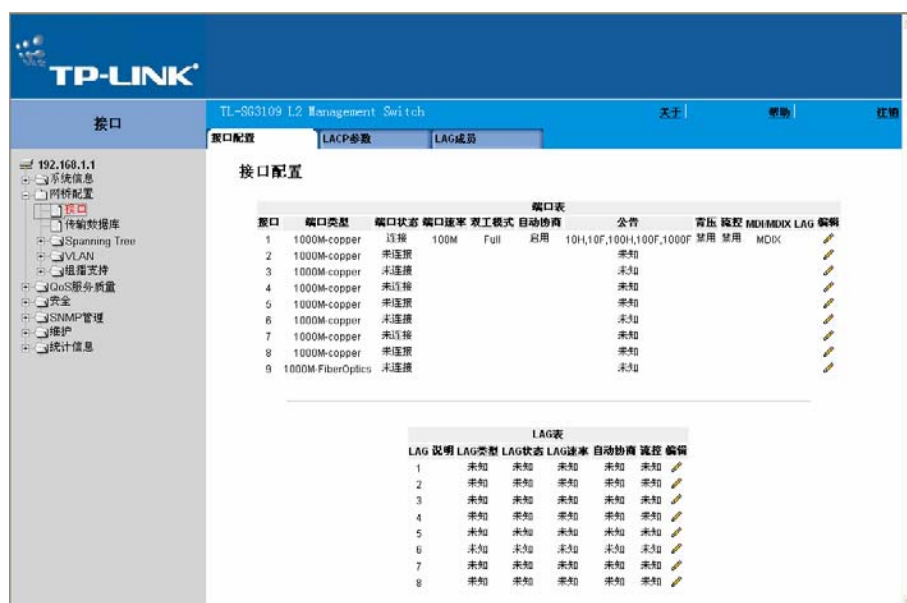 TP-LINK
接口
TL-SG3109 L2 Management Switch
关于
帮助
注销
接口配置
LACP参数
LAG成员
192.168.1.1
系统信息
网桥配置
接口
传输数据库
Spanning Tree
VLAN
组播支持
QoS服务质量
安全
SNMP管理
维护
统计信息
接口配置
端口表
接口 端口类型 端口状态 端口速率 双工模式 自动协商 公告 背压 流控 MDI-MDIX LAG 编辑
1 1000M-copper 连接 100M Full 启用 10H,10F,100H,100F,1000F 禁用 禁用 MDIX
2 1000M-copper 未连接 未知
3 1000M-copper 未连接 未知
4 1000M-copper 未连接 未知
5 1000M-copper 未连接 未知
6 1000M-copper 未连接 未知
7 1000M-copper 未连接 未知
8 1000M-copper 未连接 未知
9 1000M-FiberOptics 未连接 未知
LAG表
LAG 说明 LAG类型 LAG状态 LAG速率 自动协商 流控 编辑
1 未知 未知 未知 未知 未知
2 未知 未知 未知 未知 未知
3 未知 未知 未知 未知 未知
4 未知 未知 未知 未知 未知
5 未知 未知 未知 未知 未知
6 未知 未知 未知 未知 未知
7 未知 未知 未知 未知 未知
8 未知 未知 未知 未知 未知